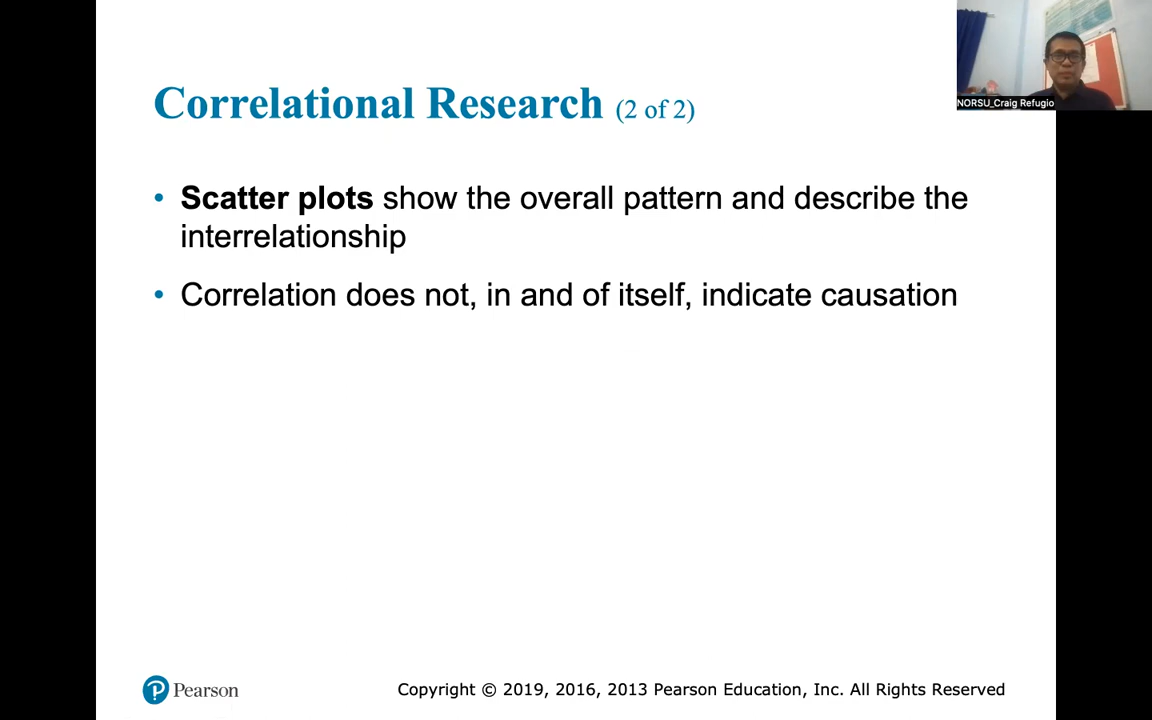 NORSU_Craig Refugio
Correlational Research (2 of 2)
• Scatter plots show the overall pattern and describe the
interrelationship
• Correlation does not, in and of itself, indicate causation
Pearson
Copyright © 2019, 2016, 2013 Pearson Education, Inc. All Rights Reserved